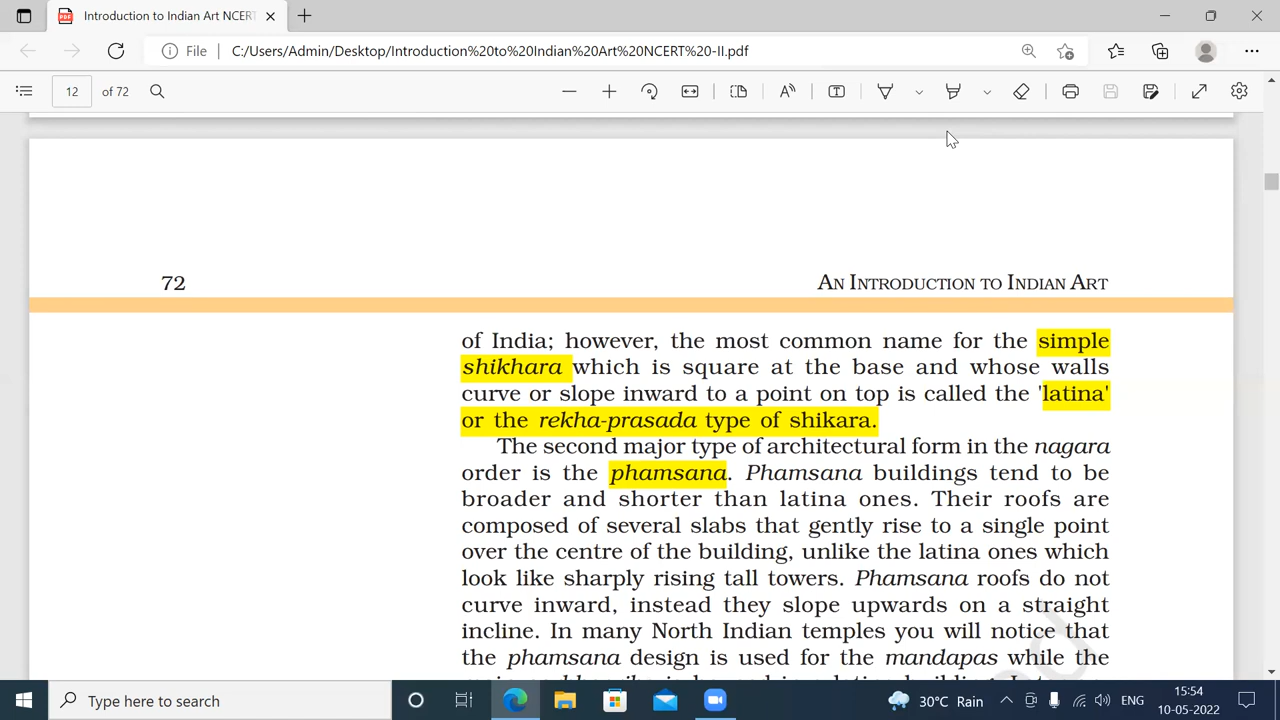 Introduction to Indian Art NCERT
File
C:/Users/Admin/Desktop/Introduction%20to%20Indian%20Art%20NCERT%20-II.pdf
12 of 72
72
AN INTRODUCTION TO INDIAN ART
of India; however, the most common name for the simple
shikhara which is square at the base and whose walls
curve or slope inward to a point on top is called the 'latina'
or the rekha-prasada type of shikara.
The second major type of architectural form in the nagara
order is the phamsana. Phamsana buildings tend to be
broader and shorter than latina ones. Their roofs are
composed of several slabs that gently rise to a single point
over the centre of the building, unlike the latina ones which
look like sharply rising tall towers. Phamsana roofs do not
curve inward, instead they slope upwards on a straight
incline. In many North Indian temples you will notice that
the phamsana design is used for the mandapas while the
Type here to search
30°C Rain
ENG
15:54
10-05-2022